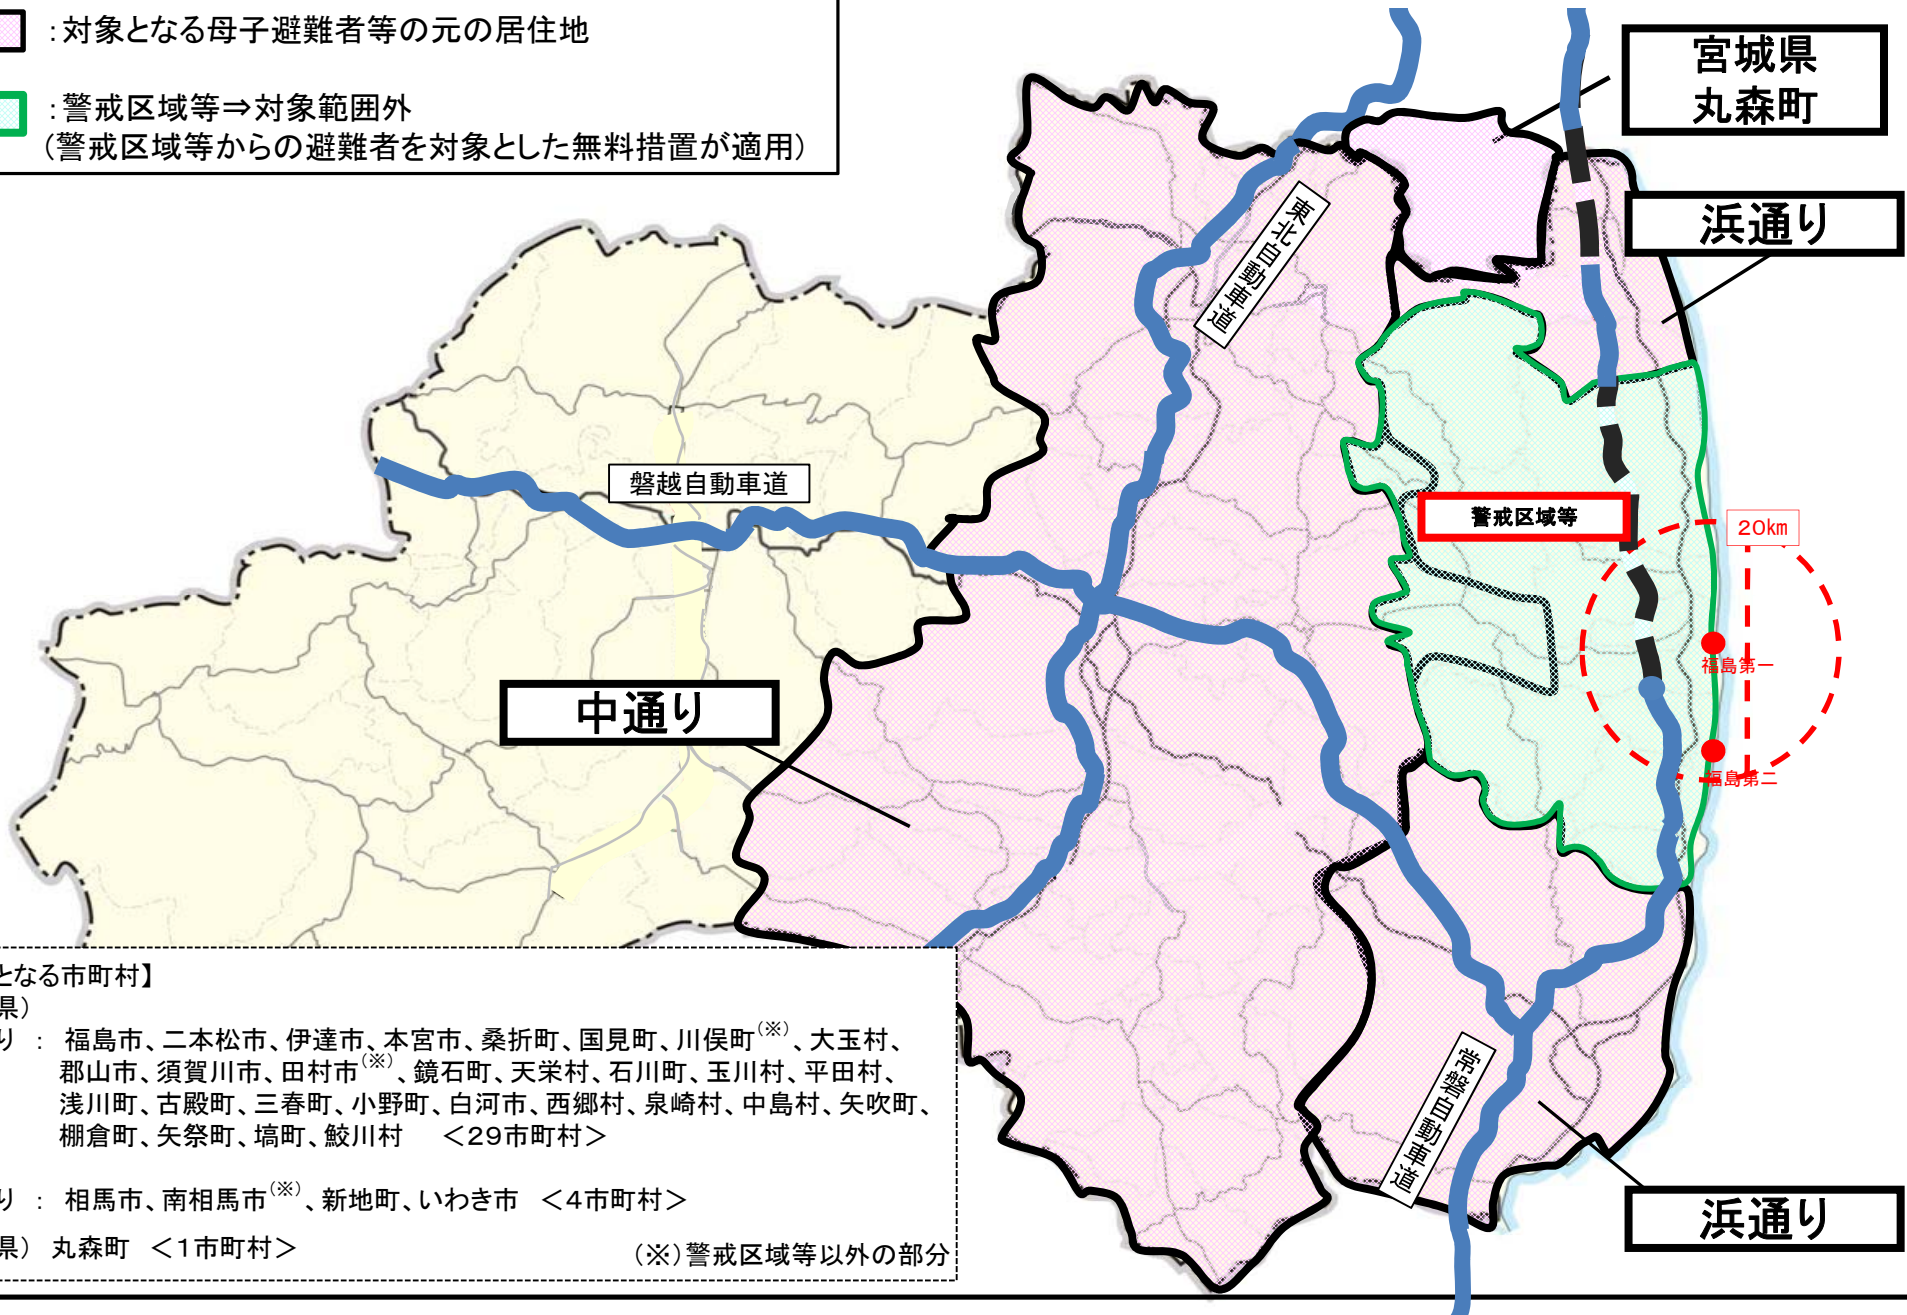 ：対象となる母子避難者等の元の居住地
：警戒区域等⇒対象範囲外
（警戒区域等からの避難者を対象とした無料措置が適用）
宮城県
丸森町
浜通り
東北自動車道
磐越自動車道
警戒区域等
20km
福島第一
福島第二
中通り
常磐自動車道
浜通り
となる市町村】
県）
り ： 福島市、二本松市、伊達市、本宮市、桑折町、国見町、川俣町(※)、大玉村、
郡山市、須賀川市、田村市(※)、鏡石町、天栄村、石川町、玉川村、平田村、
浅川町、古殿町、三春町、小野町、白河市、西郷村、泉崎村、中島村、矢吹町、
棚倉町、矢祭町、塙町、鮫川村 ＜29市町村＞
り ： 相馬市、南相馬市(※)、新地町、いわき市 ＜4市町村＞
県） 丸森町 ＜1市町村＞
（※）警戒区域等以外の部分